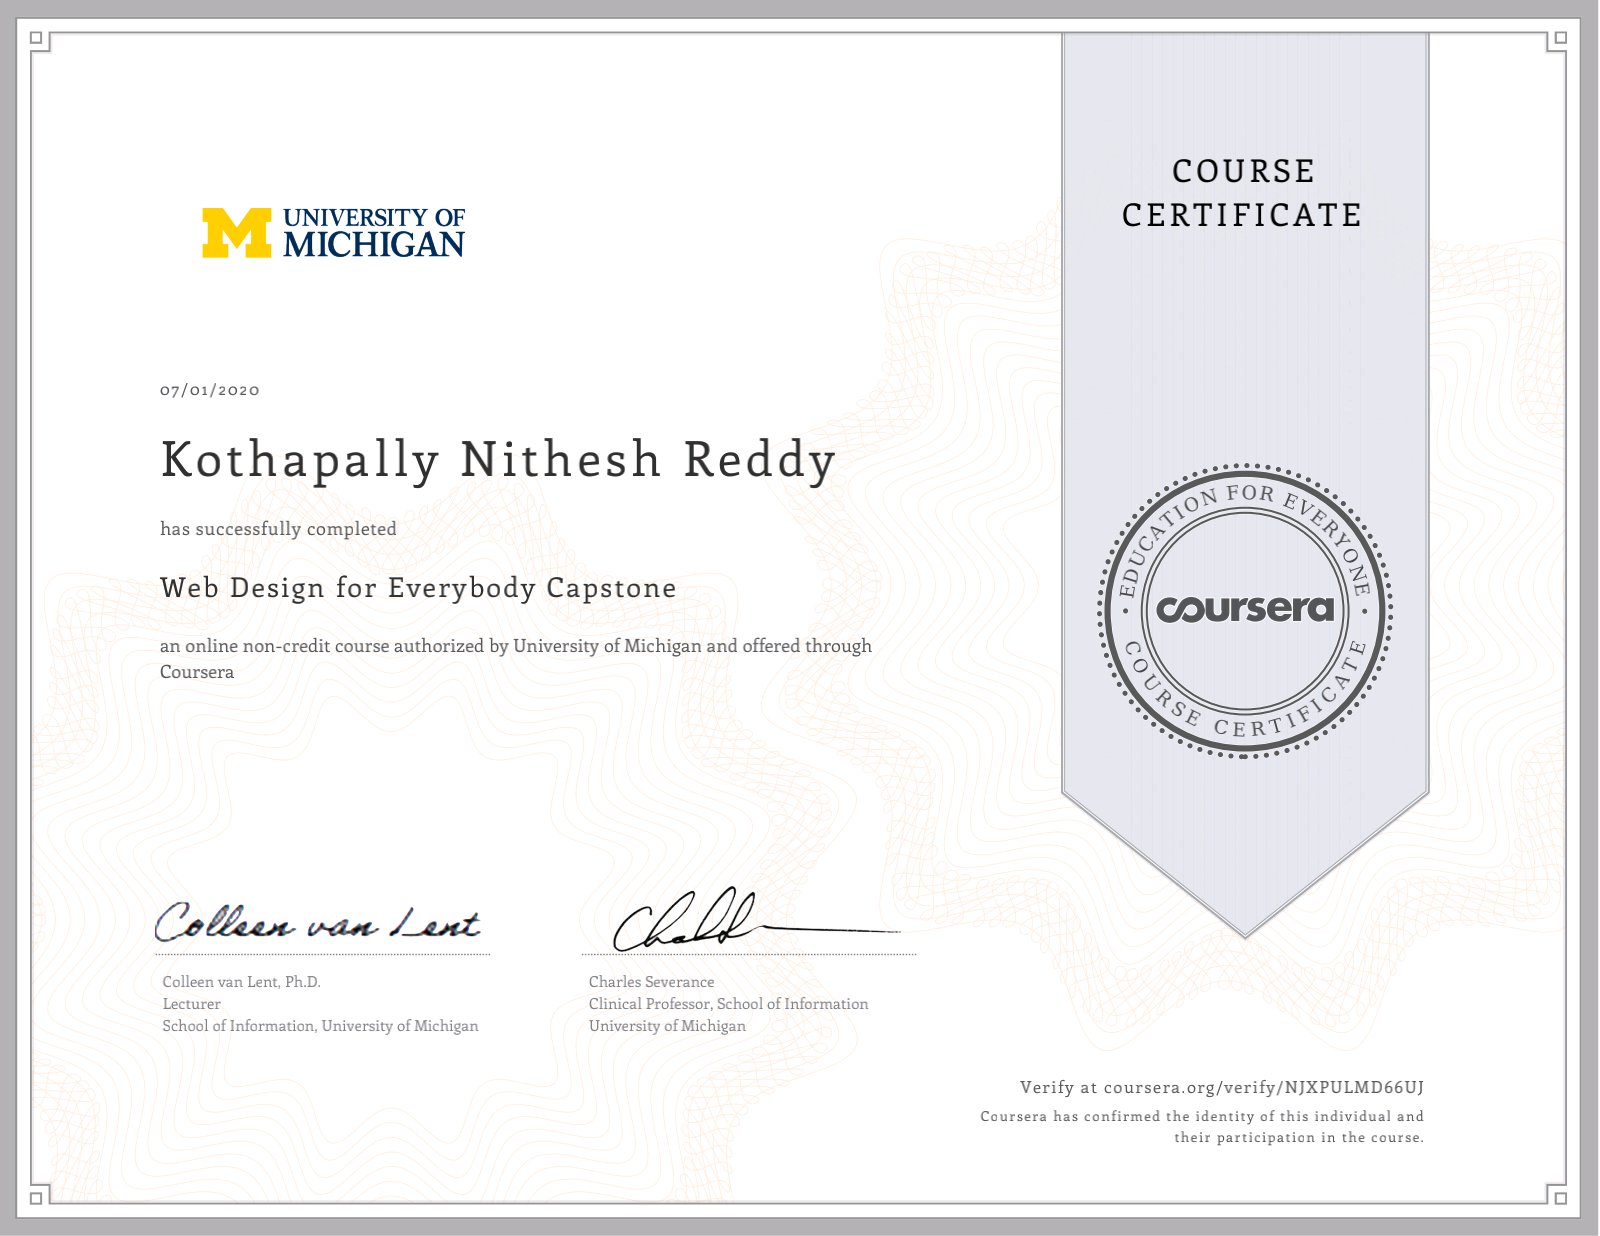 COURSE
CERTIFICATE
M UNIVERSITY OF
MICHIGAN
07/01/2020
Kothapally Nithesh Reddy
has successfully completed
Web Design for Everybody Capstone
an online non-credit course authorized by University of Michigan and offered through
Coursera
EDUCATION FOR EVERYONE
coursera
COURSE CERTIFICATE
Colleen van Lent
Colleen van Lent, Ph.D.
Lecturer
School of Information, University of Michigan
Charles Severance
Clinical Professor, School of Information
University of Michigan
Verify at coursera.org/verify/NJXPULMD66UJ
Coursera has confirmed the identity of this individual and
their participation in the course.